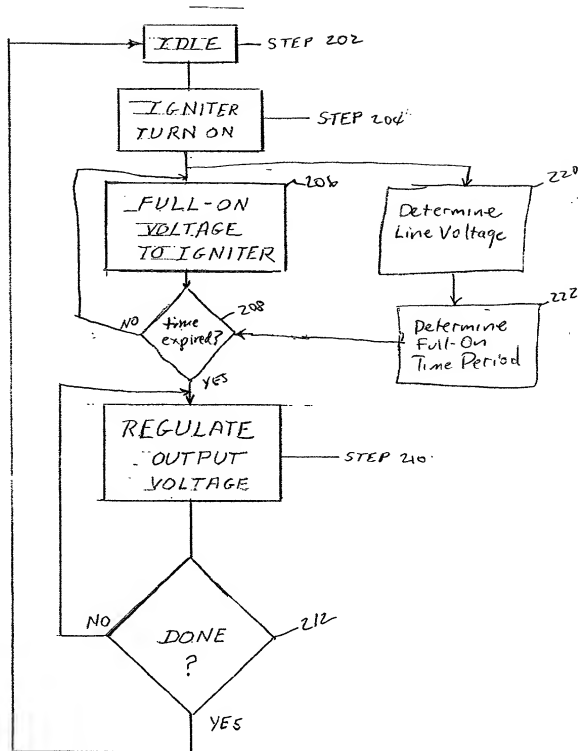 IDLE
STEP 202
IGNITER
TURN ON
STEP 204
206
FULL-ON
VOLTAGE
TO IGNITER
220
Determine
Line Voltage
208
time
expired?
NO
YES
222
Determine
Full-On
Time Period
REGULATE
OUTPUT
VOLTAGE
STEP 210
NO
DONE
?
212
YES